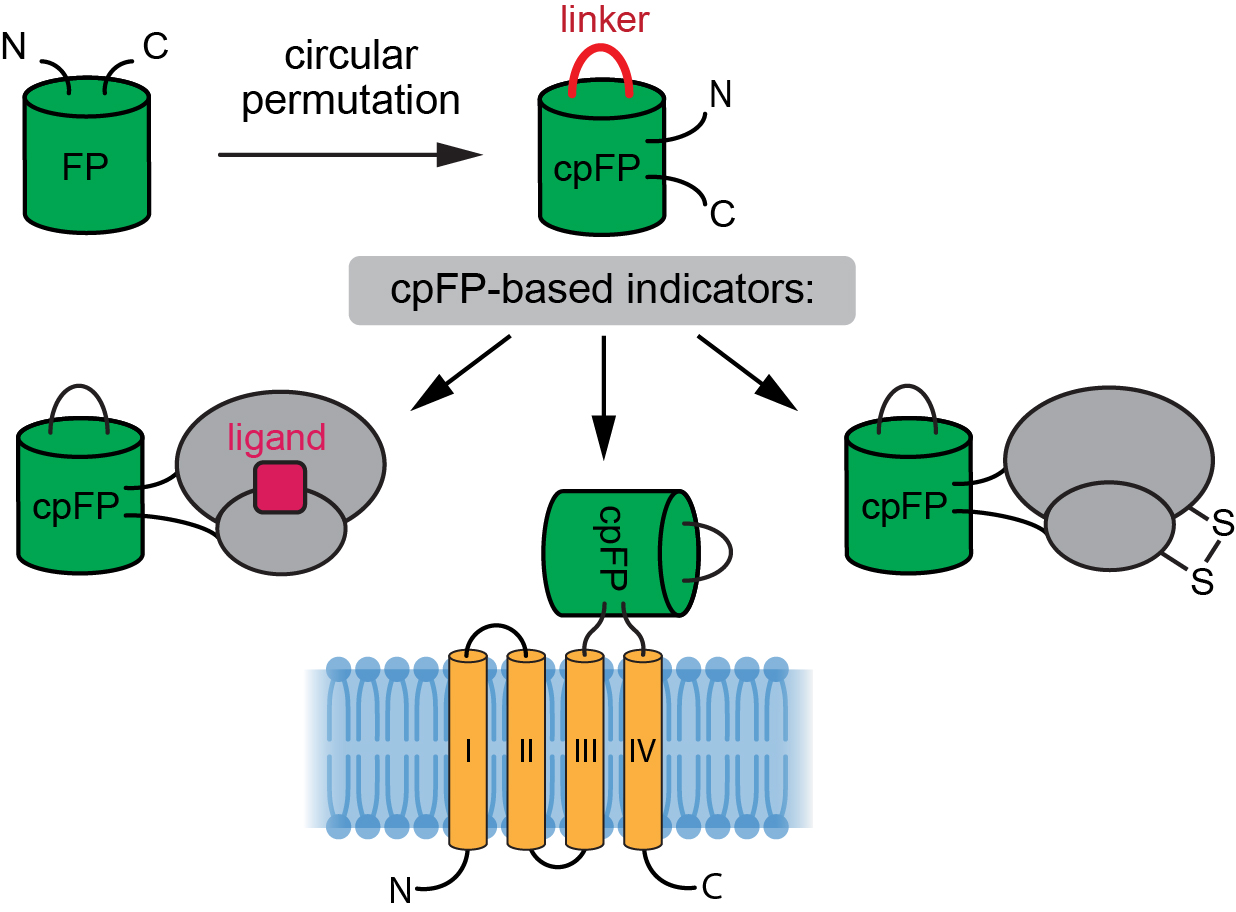 linker
N
C
circular
permutation
N
FP
cpFP
C
cpFP-based indicators:
ligand
cpFP
cpFP
cpFP
S
S
I
II
III
IV
N
C